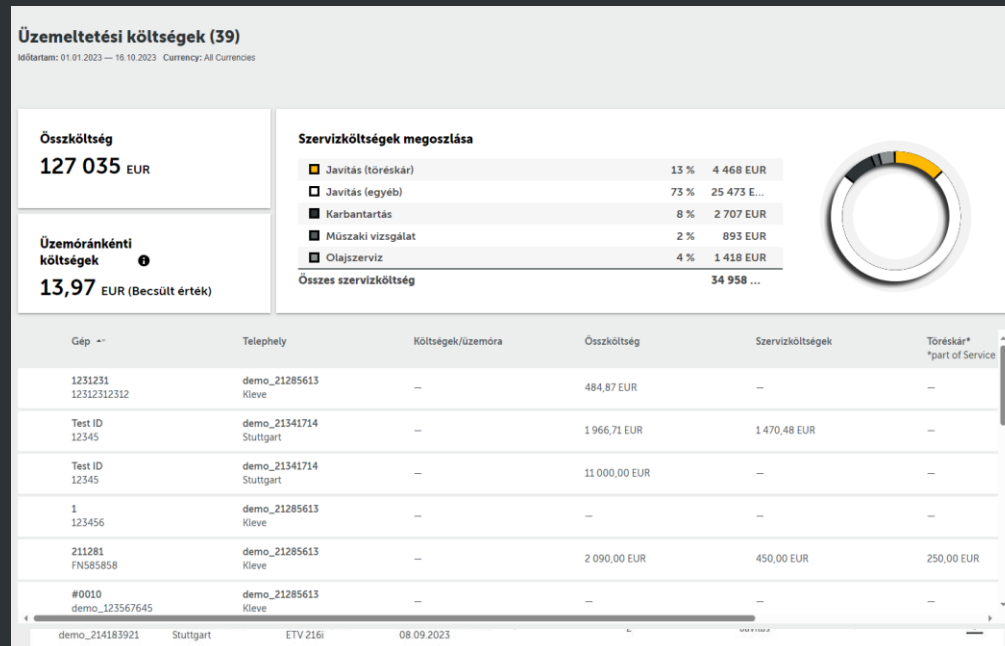 Üzemeltetési költségek (39)
Időtartam: 01.01.2023 — 16.10.2023 Currency: All Currencies
Összköltség
127 035 EUR
Üzemóránkénti
költségek
13,97 EUR (Becsült érték)
Szervizköltségek megoszlása
Javítás (töréskár) 13 % 4 468 EUR
Javítás (egyéb) 73 % 25 473 E...
Karbantartás 8 % 2 707 EUR
Műszaki vizsgálat 2 % 893 EUR
Olajszerviz 4 % 1 418 EUR
Összes szervizköltség 34 958 ...
Gép Telephely Költségek/üzemóra Összköltség Szervizköltségek Töréskár*
*part of Service
1231231 demo_21285613
12312312312 Kleve — 484,87 EUR — —
Test ID demo_21341714
12345 Stuttgart — 1 966,71 EUR 1 470,48 EUR —
Test ID demo_21341714
12345 Stuttgart — 11 000,00 EUR — —
1 demo_21285613
123456 Kleve — — — —
211281 demo_21285613
FN585858 Kleve — 2 090,00 EUR 450,00 EUR 250,00 EUR
#0010 demo_21285613
demo_123567645 Kleve — — — —
demo_214183921 Stuttgart ETV 216i 08.09.2023